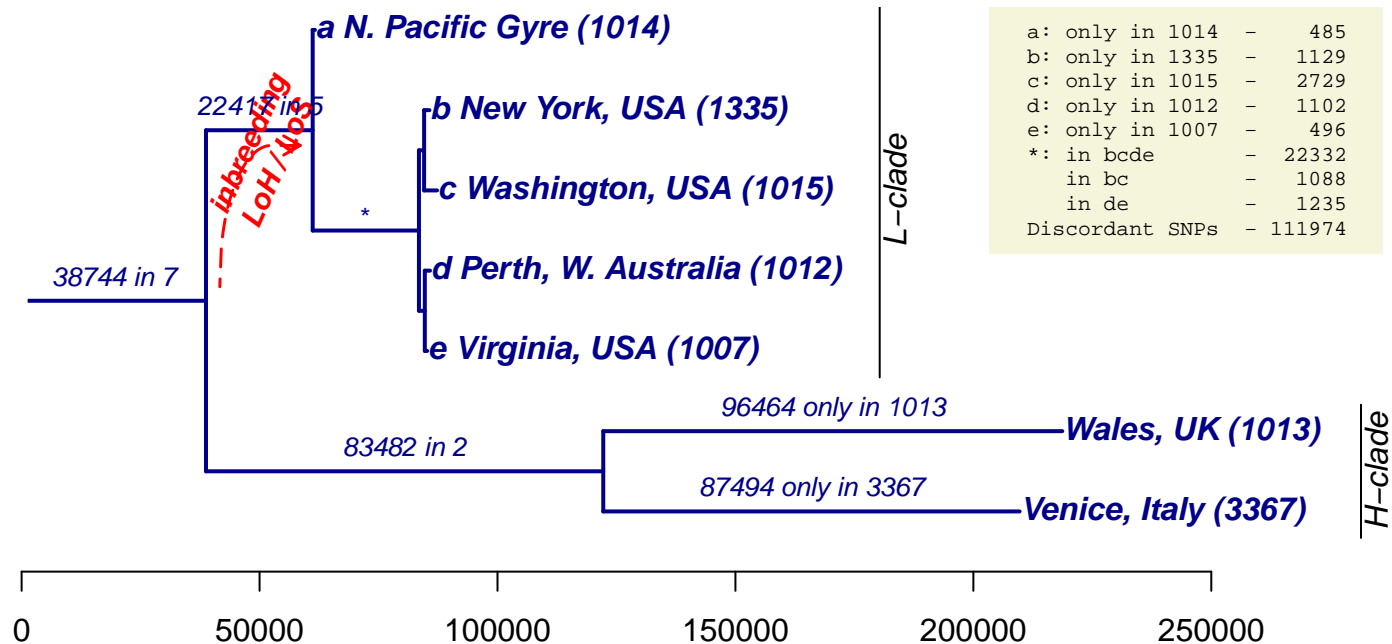 a N. Pacific Gyre (1014)
22417 in 5
inbreeding
LoH / LoS
b New York, USA (1335)
c Washington, USA (1015)
*
d Perth, W. Australia (1012)
38744 in 7
e Virginia, USA (1007)
L−clade
96464 only in 1013
Wales, UK (1013)
83482 in 2
87494 only in 3367
Venice, Italy (3367)
H−clade
a: only in 1014 − 485
b: only in 1335 − 1129
c: only in 1015 − 2729
d: only in 1012 − 1102
e: only in 1007 − 496
*: in bcde − 22332
in bc − 1088
in de − 1235
Discordant SNPs − 111974
0 50000 100000 150000 200000 250000